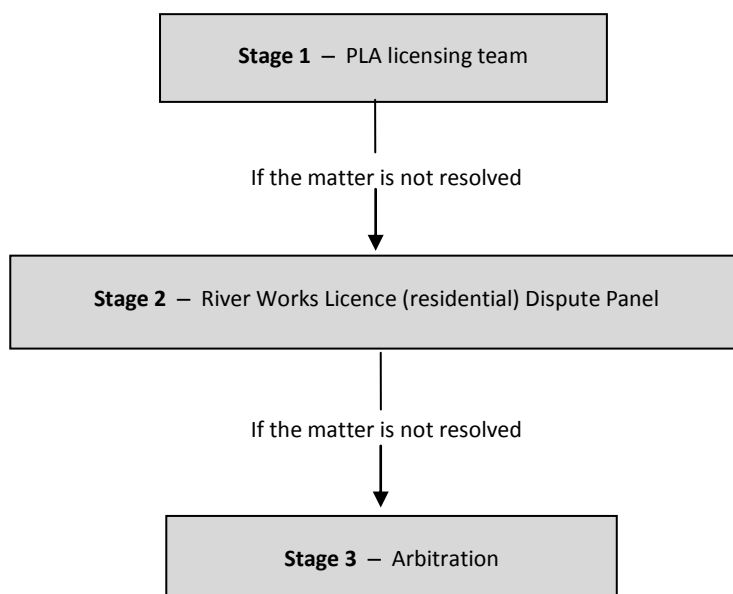 Stage 1 – PLA licensing team
If the matter is not resolved
Stage 2 – River Works Licence (residential) Dispute Panel
If the matter is not resolved
Stage 3 – Arbitration